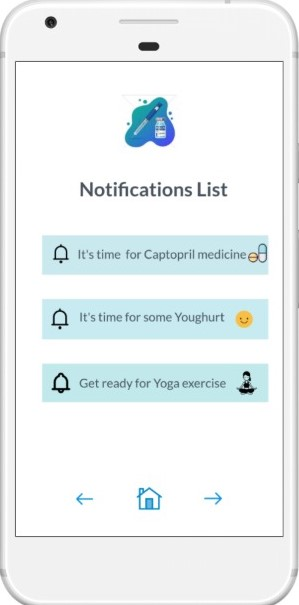 Notifications List
It's time for Captopril medicine
It's time for some Youghurt
Get ready for Yoga exercise